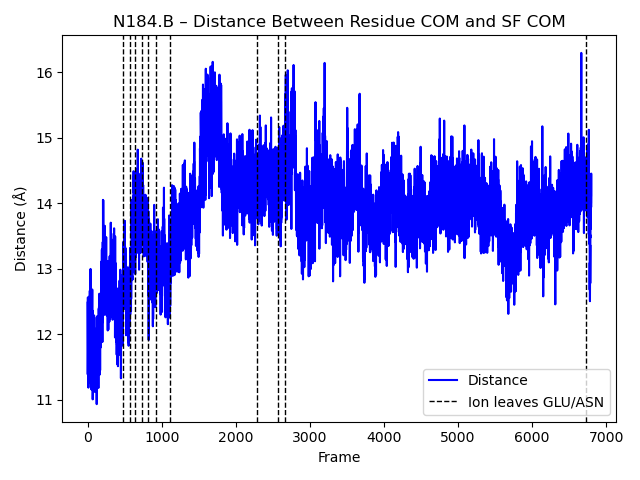 N184.B – Distance Between Residue COM and SF COM
16
15
14
13
12
11
Distance (Å)
0 1000 2000 3000 4000 5000 6000 7000
Frame
Distance
Ion leaves GLU/ASN